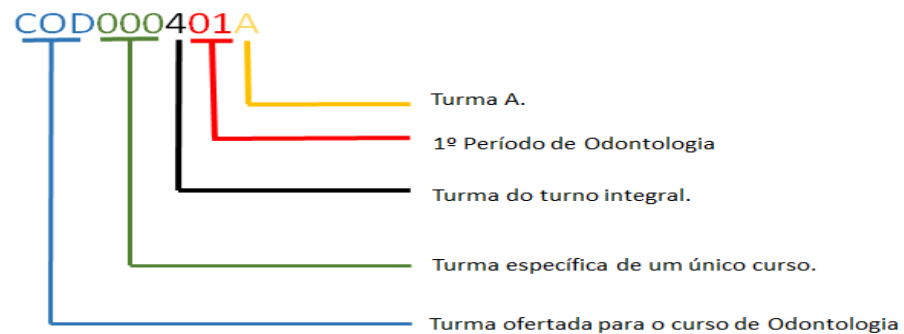 COD000401A
Turma A.
1º Período de Odontologia
Turma do turno integral.
Turma específica de um único curso.
Turma ofertada para o curso de Odontologia